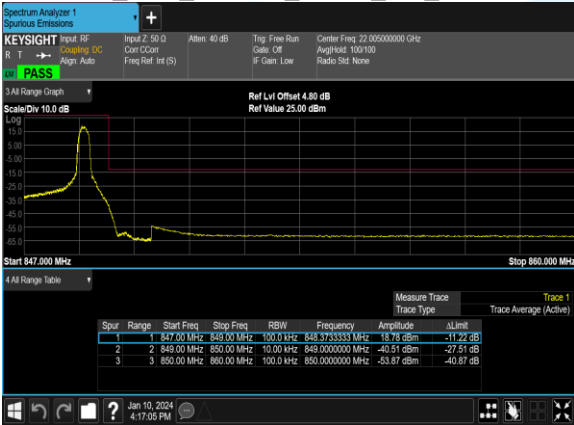 Spectrum Analyzer 1
Spurious Emissions
+
KEYSIGHT Input: RF Input Z: 50 Ω Atten: 40 dB Trig: Free Run Center Freq: 22.005000000 GHz
R T Coupling: DC Corr CCorr Gate: Off Avg|Hold: 100/100
Align: Auto Freq Ref: Int (S) IF Gain: Low Radio Std: None
LXI PASS
3 All Range Graph
Ref Lvl Offset 4.80 dB
Scale/Div 10.0 dB Ref Value 25.00 dBm
Log
15.0
5.00
-5.00
-15.0
-25.0
-35.0
-45.0
-55.0
-65.0
Start 847.000 MHz Stop 860.000 MHz
4 All Range Table
Measure Trace Trace 1
Trace Type Trace Average (Active)
Spur Range Start Freq Stop Freq RBW Frequency Amplitude ΔLimit
1 1 847.00 MHz 849.00 MHz 100.0 kHz 848.3733333 MHz 18.78 dBm -11.22 dB
2 2 849.00 MHz 850.00 MHz 10.00 kHz 849.0000000 MHz -40.51 dBm -27.51 dB
3 3 850.00 MHz 860.00 MHz 100.0 kHz 850.0000000 MHz -53.87 dBm -40.87 dB
? Jan 10, 2024
4:17:05 PM